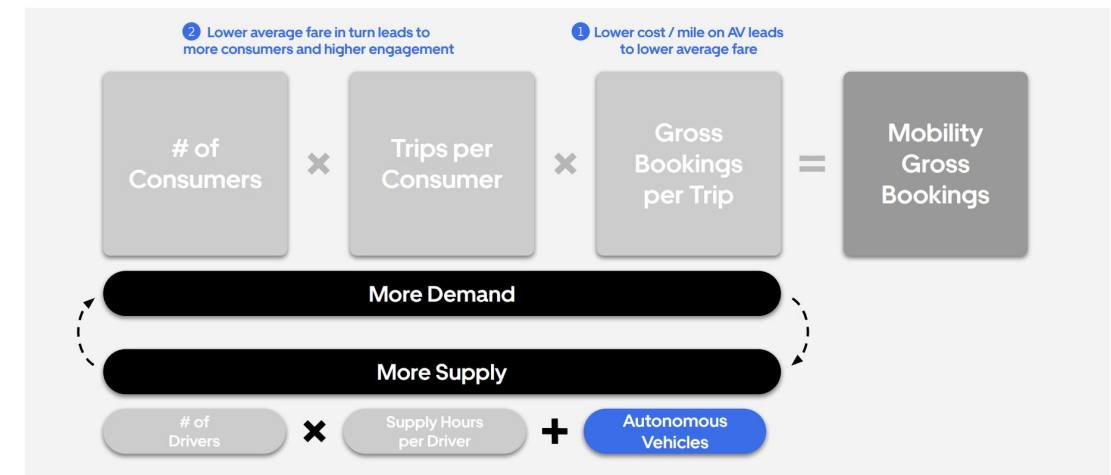 2 Lower average fare in turn leads to
more consumers and higher engagement
1 Lower cost / mile on AV leads
to lower average fare
# of
Consumers
×
Trips per
Consumer
×
Gross
Bookings
per Trip
=
Mobility
Gross
Bookings
More Demand
More Supply
# of
Drivers
×
Supply Hours
per Driver
+
Autonomous
Vehicles